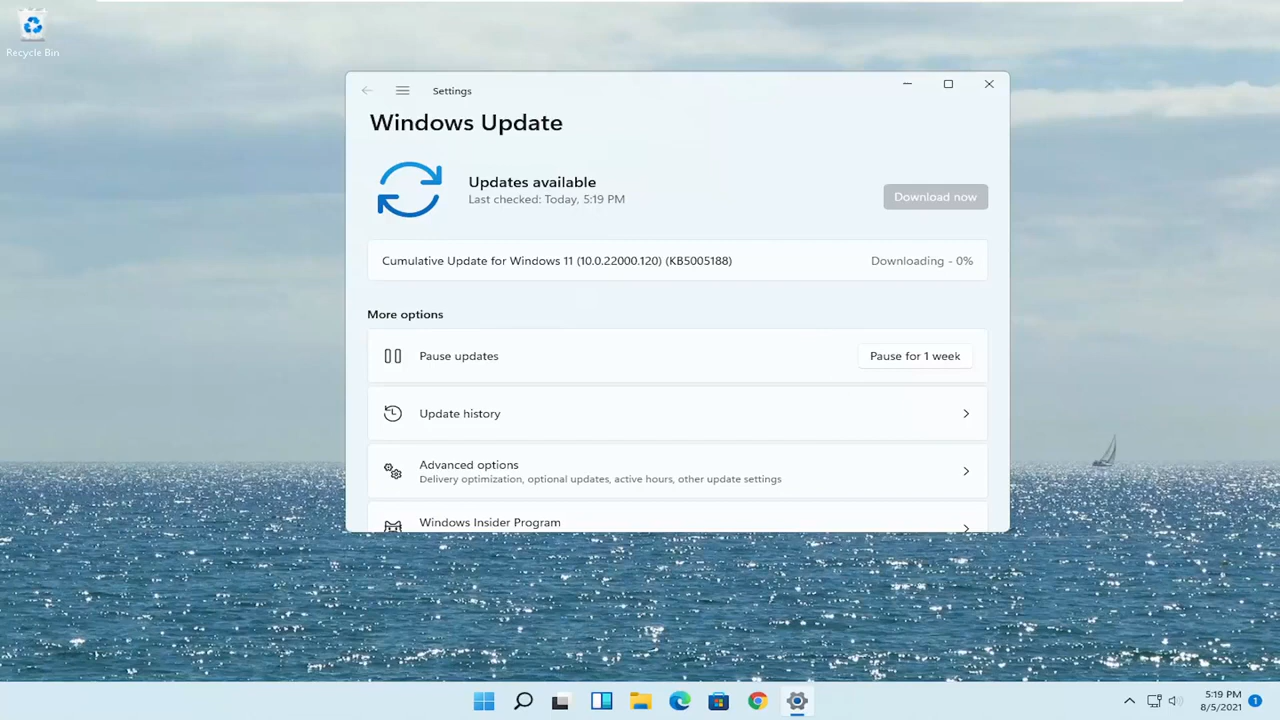 Recycle Bin
Settings
Windows Update
Updates available
Last checked: Today, 5:19 PM
Download now
Cumulative Update for Windows 11 (10.0.22000.120) (KB5005188)
Downloading - 0%
More options
Pause updates
Pause for 1 week
Update history
Advanced options
Delivery optimization, optional updates, active hours, other update settings
Windows Insider Program
5:19 PM
8/5/2021
1